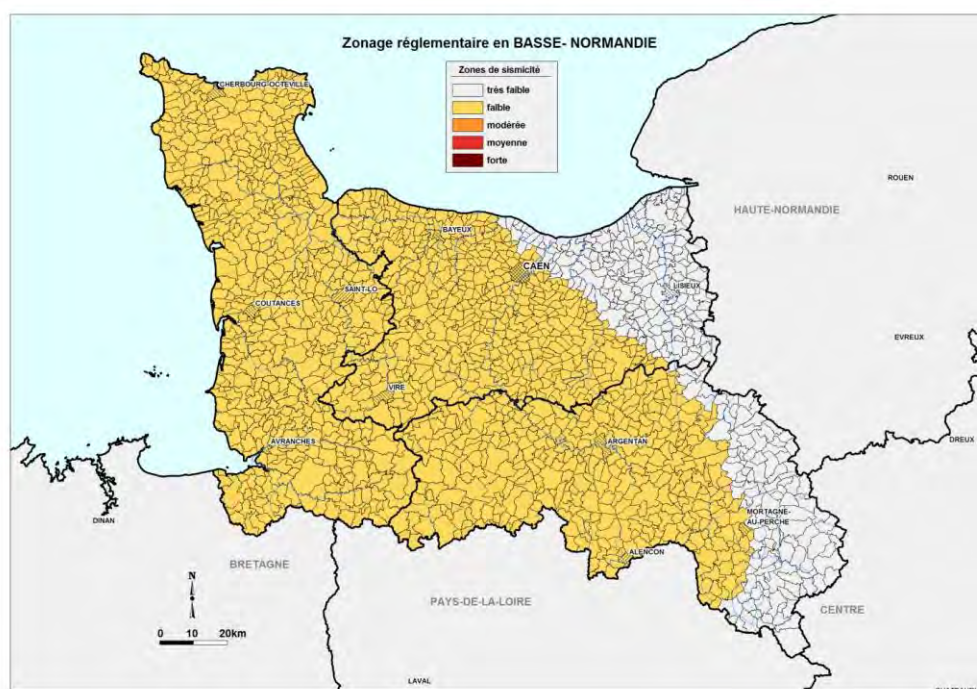 Zonage réglementaire en BASSE- NORMANDIE
Zones de sismicité
très faible
faible
modérée
moyenne
forte
CHERBOURG-OCTEVILLE
ROUEN
HAUTE-NORMANDIE
BAYEUX
CAEN
LISIEUX
SAINT-LO
COUTANCES
EVREUX
VIRE
AVRANCHES
ARGENTAN
DREUX
DINAN
MORTAGNE-
AU-PERCHE
ALENCON
BRETAGNE
N
PAYS-DE-LA-LOIRE
CENTRE
0 10 20km
LAVAL